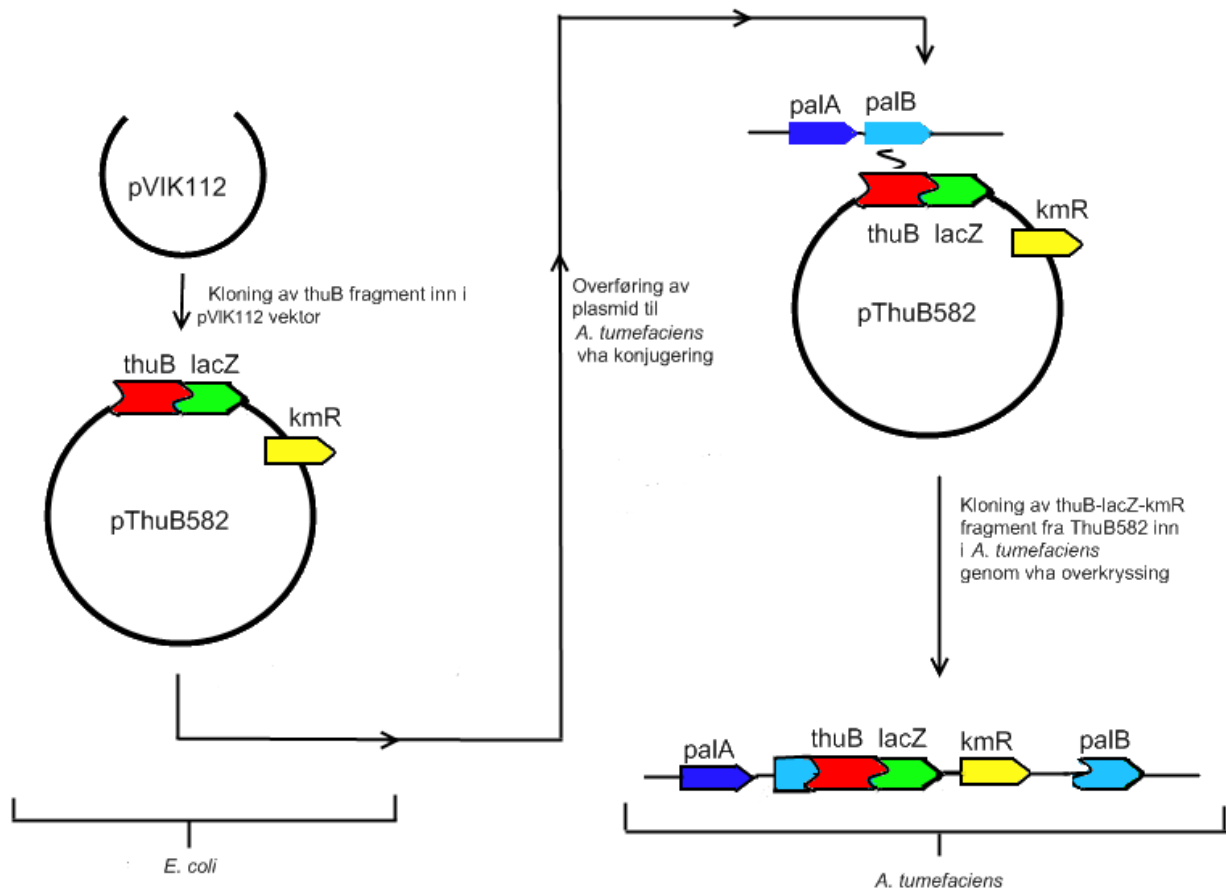 pVIK112
Kloning av thuB fragment inn i
pVIK112 vektor
thuB lacZ
kmR
pThuB582
E. coli
Overføring av
plasmid til
A. tumefaciens
vha konjugering
palA palB
thuB lacZ
kmR
pThuB582
Kloning av thuB-lacZ-kmR
fragment fra ThuB582 inn
i A. tumefaciens
genom vha overkryssing
palA thuB lacZ kmR palB
A. tumefaciens